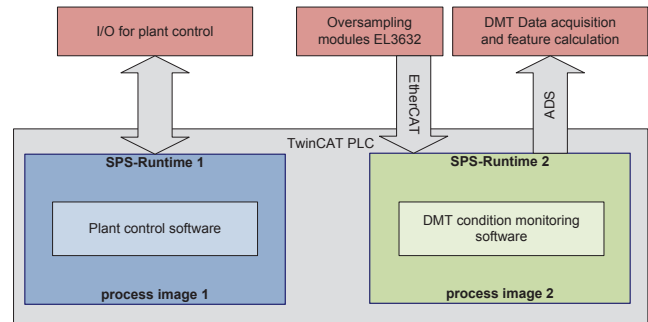 I/O for plant control
Oversampling
modules EL3632
DMT Data acquisition
and feature calculation
EtherCAT
ADS
TwinCAT PLC
SPS-Runtime 1
SPS-Runtime 2
Plant control software
DMT condition monitoring
software
process image 1
process image 2